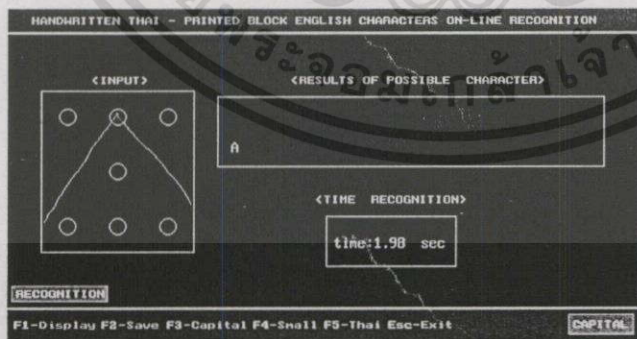 HANDWRITTEN THAI - PRINTED BLOCK ENGLISH CHARACTERS ON-LINE RECOGNITION
<INPUT>
<RESULTS OF POSSIBLE CHARACTER>
A
<TIME RECOGNITION>
time:1.98 sec
RECOGNITION
F1-Display F2-Save F3-Capital F4-Small F5-Thai Esc-Exit
CAPITAL